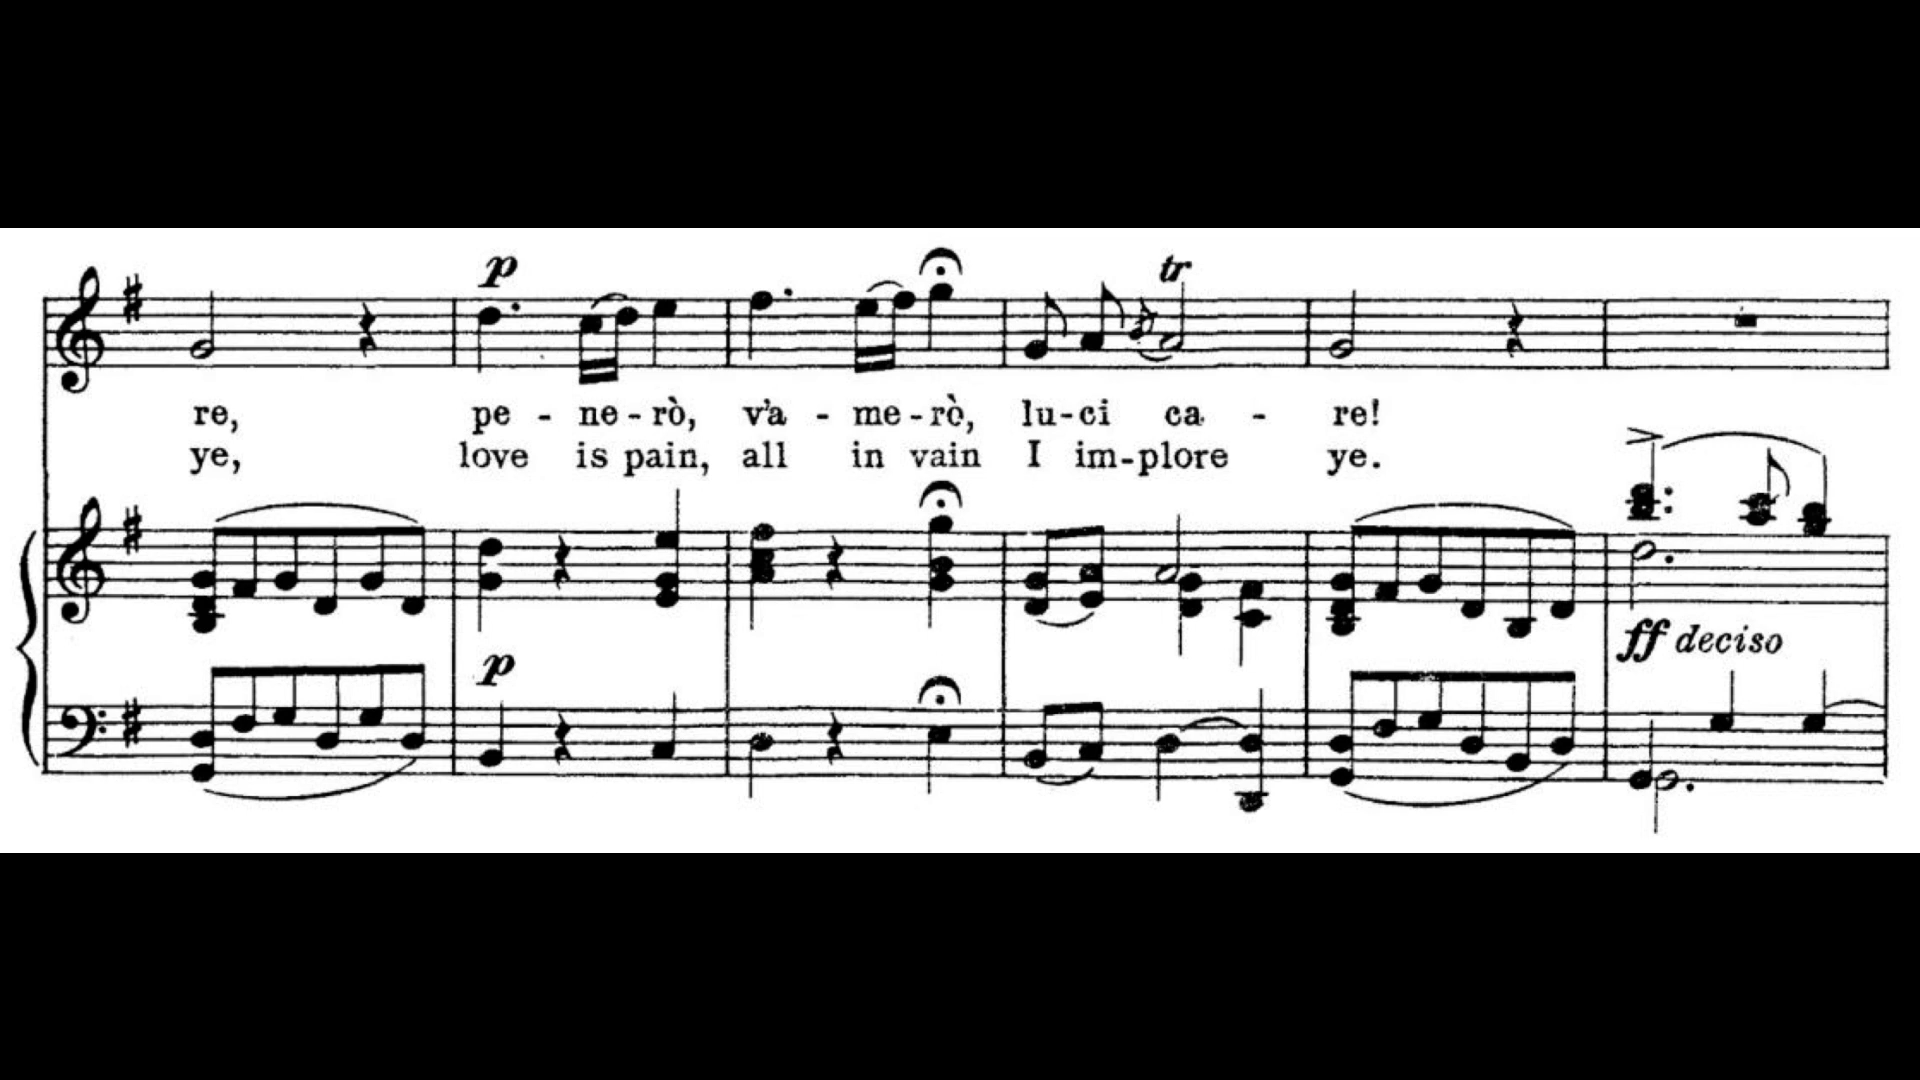 p
tr
re, pe - ne - rò, v'a - me - rò, lu - ci ca - re!
ye, love is pain, all in vain I im - plore ye.
p
ff deciso